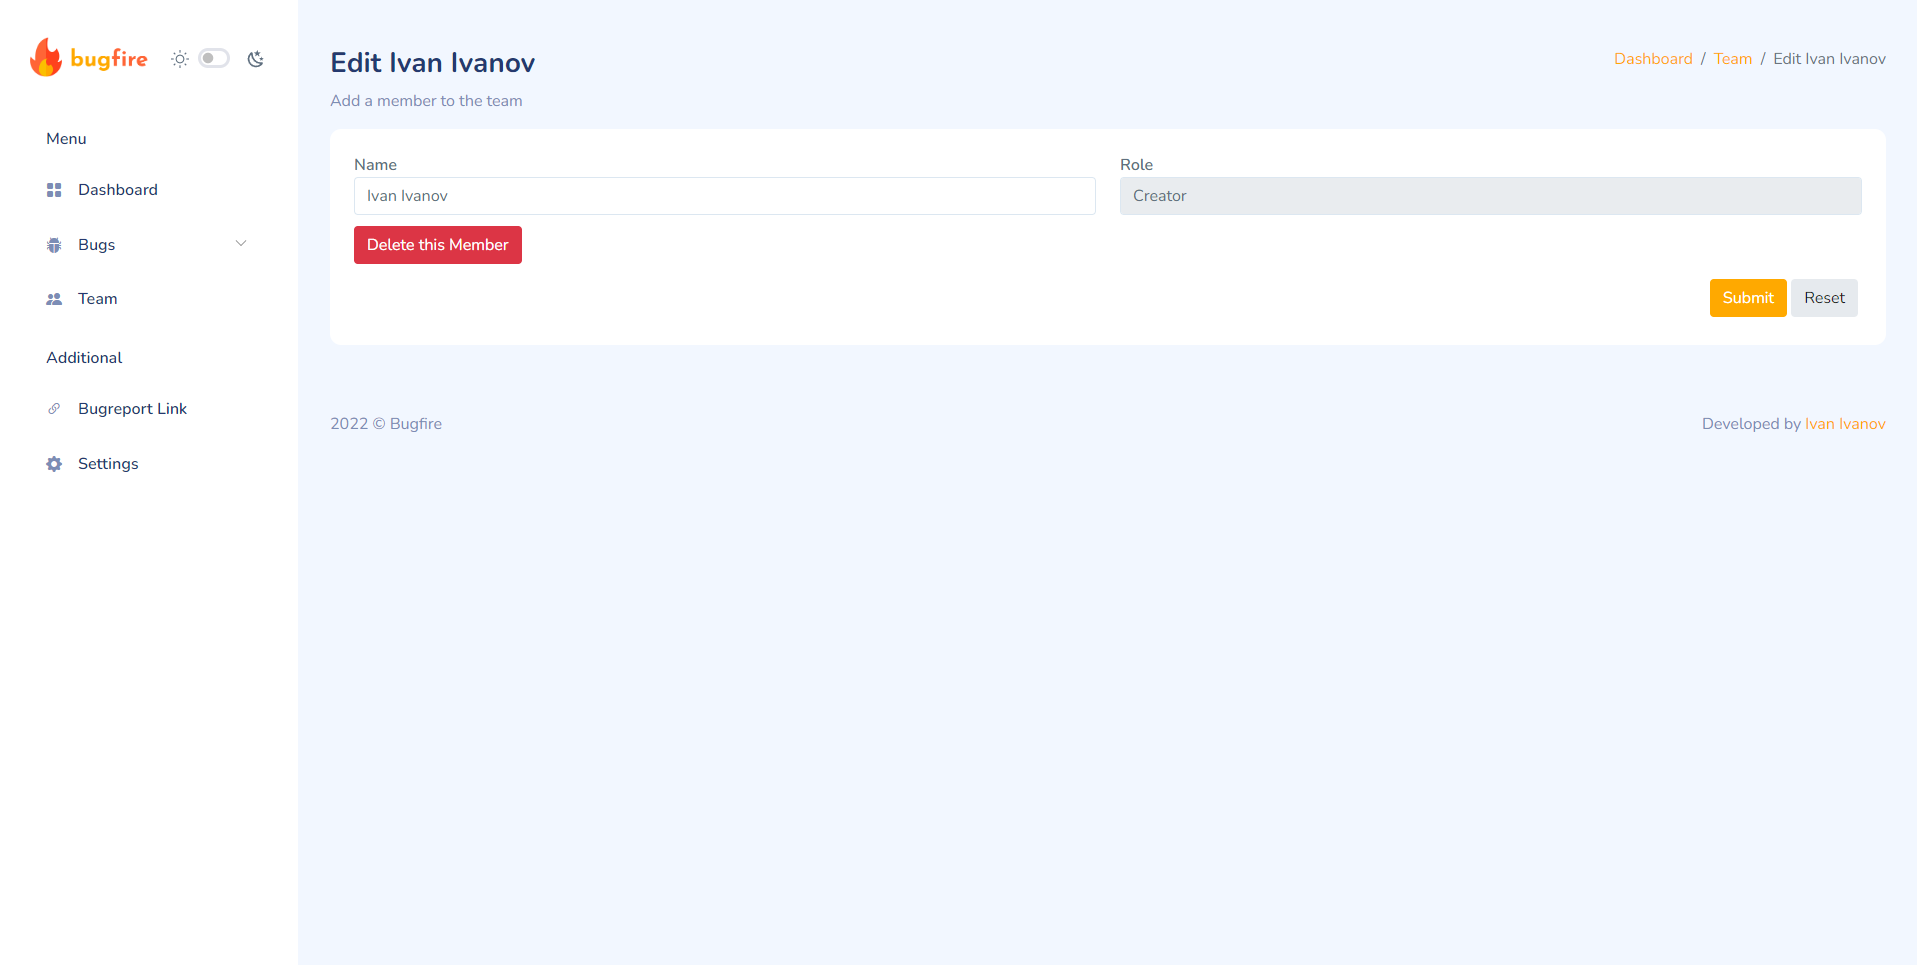 bugfire
Menu
Dashboard
Bugs
Team
Additional
Bugreport Link
Settings
Edit Ivan Ivanov
Add a member to the team
Dashboard / Team / Edit Ivan Ivanov
Name
Ivan Ivanov
Role
Creator
Delete this Member
Submit
Reset
2022 © Bugfire
Developed by Ivan Ivanov